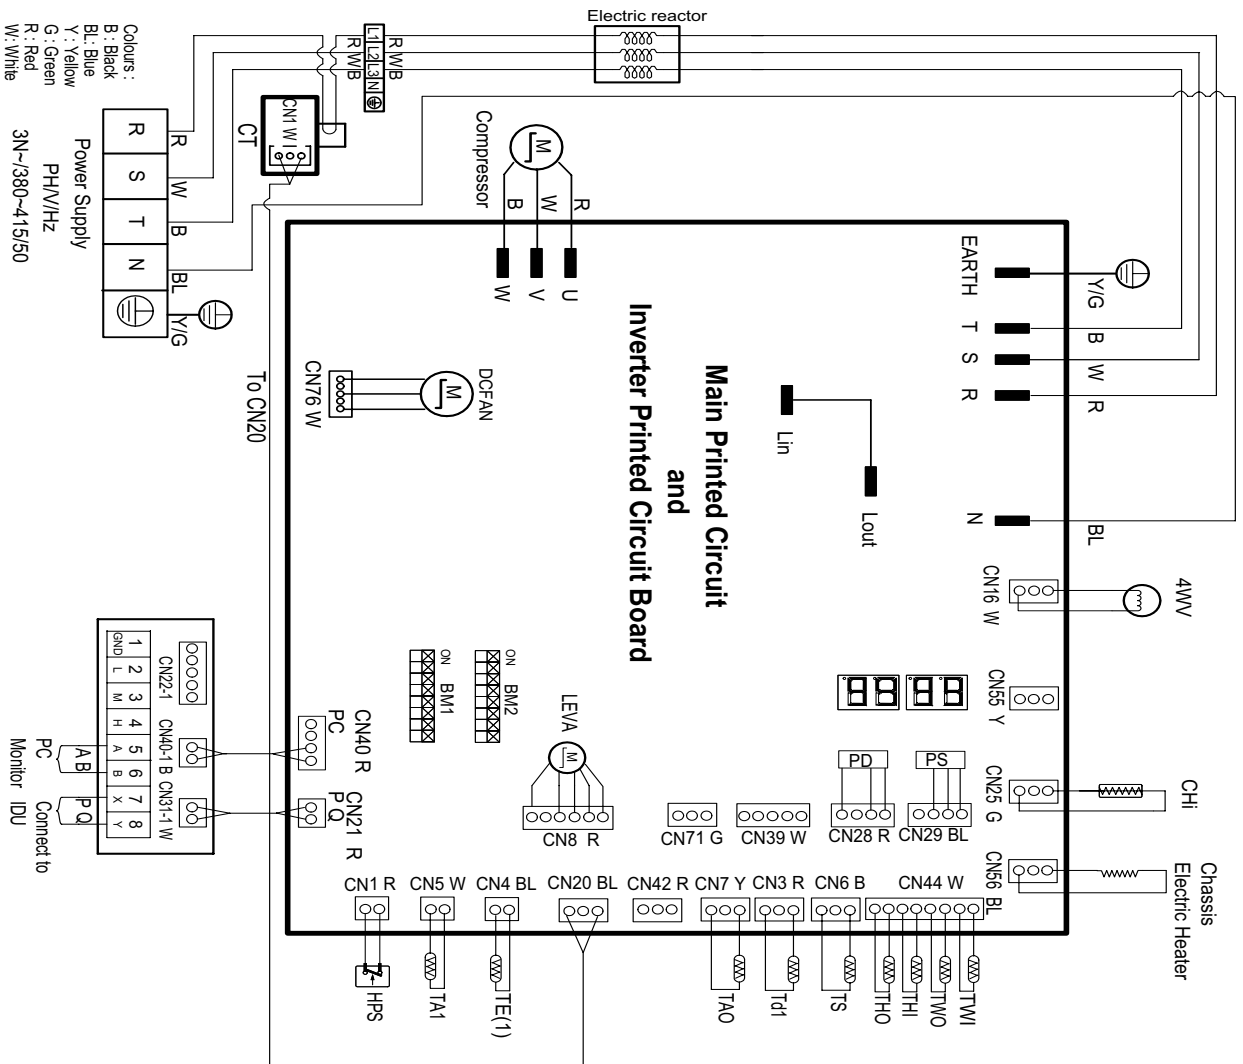 Electric reactor
Colours :
B : Black
BL: Blue
Y : Yellow
G : Green
R : Red
W: White
L1 L2 L3 N
R W B
R W B
CN1 W
CT
R
S
T
N
R
W
B
BL
Y/G
Power Supply
PH/V/Hz
3N~/380~415/50
Compressor
M
B
W
R
W
V
U
EARTH
T
S
R
N
Y/G
B
W
R
BL
Main Printed Circuit
and
Inverter Printed Circuit Board
Lin
Lout
DCFAN
M
CN76 W
To CN20
4WV
CN16 W
CN55 Y
CHi
CN25 G
Chassis
Electric Heater
CN56 BL
ON
BM1
ON
BM2
LEVA
M
CN8 R
CN71 G
CN39 W
PD
CN28 R
PS
CN29 BL
CN40 R
PC
CN21 R
PQ
CN22-1
CN40-1 B
CN31-1 W
1 2 3 4 5 6 7 8
GND L M H A B X Y
A B
P Q
PC
Monitor
Connect to
IDU
CN1 R
CN5 W
CN4 BL
CN20 BL
CN42 R
CN7 Y
CN3 R
CN6 B
CN44 W
HPS
TA1
TE(1)
TAO
Td1
TS
THO
THI
TWO
TWI